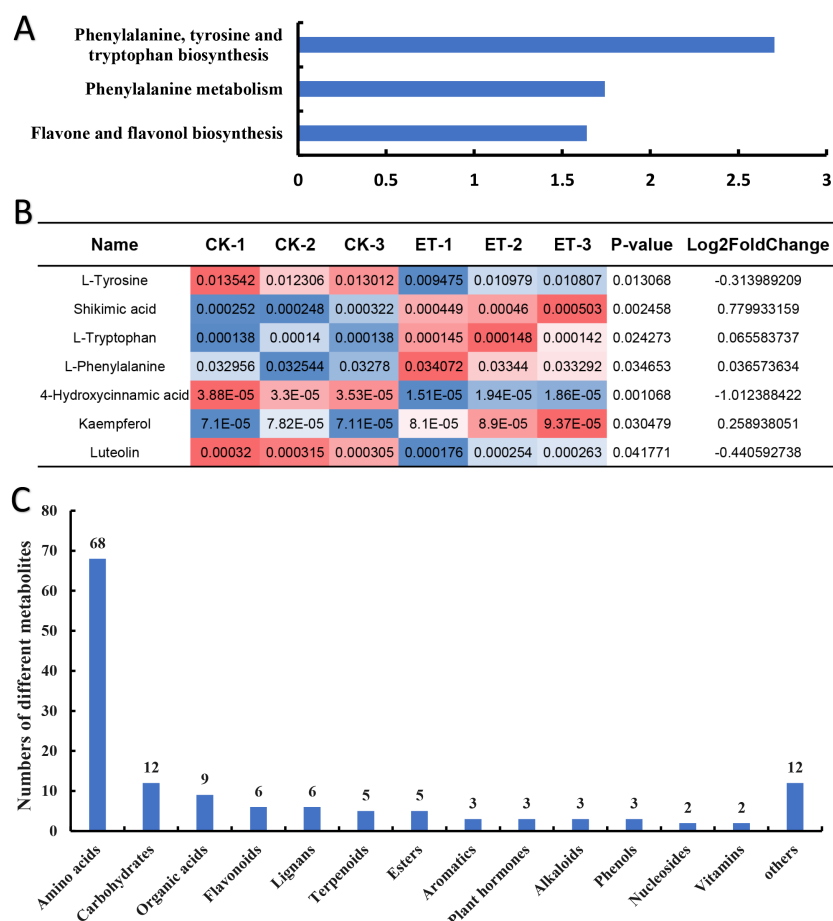 A
Phenylalanine, tyrosine and
tryptophan biosynthesis
Phenylalanine metabolism
Flavone and flavonol biosynthesis
0 0.5 1 1.5 2 2.5 3
B
Name CK-1 CK-2 CK-3 ET-1 ET-2 ET-3 P-value Log2FoldChange
L-Tyrosine 0.013542 0.012306 0.013012 0.009475 0.010979 0.010807 0.013068 -0.313989209
Shikimic acid 0.000252 0.000248 0.000322 0.000449 0.00046 0.000503 0.002458 0.779933159
L-Tryptophan 0.000138 0.00014 0.000138 0.000145 0.000148 0.000142 0.024273 0.065583737
L-Phenylalanine 0.032956 0.032544 0.03278 0.034072 0.03344 0.033292 0.034653 0.036573634
4-Hydroxycinnamic acid 3.88E-05 3.3E-05 3.53E-05 1.51E-05 1.94E-05 1.86E-05 0.001068 -1.012388422
Kaempferol 7.1E-05 7.82E-05 7.11E-05 8.1E-05 8.9E-05 9.37E-05 0.030479 0.258938051
Luteolin 0.00032 0.000315 0.000305 0.000176 0.000254 0.000263 0.041771 -0.440592738
C
Numbers of different metabolites
80
70
60
50
40
30
20
10
0
68 12 9 6 6 5 5 3 3 3 3 2 2 12
Amino acids
Carbohydrates
Organic acids
Flavonoids
Lignans
Terpenoids
Esters
Aromatics
Plant hormones
Alkaloids
Phenols
Nucleosides
Vitamins
others